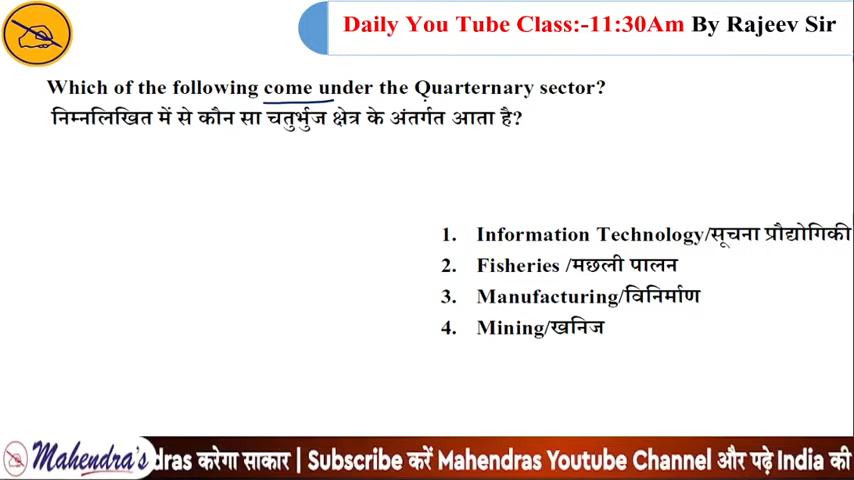 Daily You Tube Class:-11:30Am By Rajeev Sir
Which of the following come under the Quarternary sector?
निम्नलिखित में से कौन सा चतुर्भुज क्षेत्र के अंतर्गत आता है?
1. Information Technology/सूचना प्रौद्योगिकी
2. Fisheries /मछली पालन
3. Manufacturing/विनिर्माण
4. Mining/खनिज
Mahendra's dras करेगा साकार | Subscribe करें Mahendras Youtube Channel और पढ़े India की